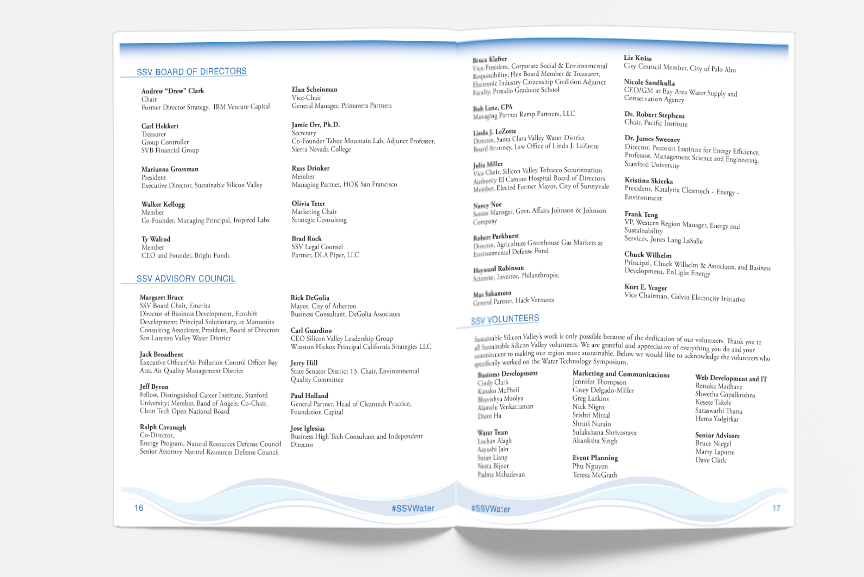 SSV BOARD OF DIRECTORS
Andrew “Drew” Clark
Chair
Former Director Strategy, IBM Venture Capital
Carl Hekkert
Treasurer
Group Controller
SVB Financial Group
Marianna Grossman
President
Executive Director, Sustainable Silicon Valley
Walker Kellogg
Member
Co-Founder, Managing Principal, Inspired Labs
Ty Walrod
Member
CEO and Founder, Bright Funds
Elan Scheinman
Vice-Chair
General Manager, Primavera Partners
Jamie Orr, Ph.D.
Secretary
Co-Founder Tahoe Mountain Lab, Adjunct Professor,
Sierra Nevada College
Russ Drinker
Member
Managing Partner, HOK San Francisco
Olivia Teter
Marketing Chair
Strategic Consulting
Brad Rock
SSV Legal Counsel
Partner, DLA Piper, LLC
SSV ADVISORY COUNCIL
Margaret Bruce
SSV Board Chair, Emerita
Director of Business Development, Ecoshift
Development; Principal Solutionary, at Manzanita
Consulting Associates; President, Board of Directors
San Lorenzo Valley Water District
Jack Broadbent
Executive Officer/Air Pollution Control Officer Bay
Area Air Quality Management District
Jeff Byron
Fellow, Distinguished Career Institute, Stanford
University; Member, Band of Angels; Co-Chair,
Clean Tech Open National Board
Ralph Cavanagh
Co-Director,
Energy Program, Natural Resources Defense Council
Senior Attorney Natural Resources Defense Council
Rick DeGolia
Mayor, City of Atherton
Business Consultant, DeGolia Associates
Carl Guardino
CEO Silicon Valley Leadership Group
Winston Hickox Principal California Strategies LLC
Jerry Hill
State Senator District 13, Chair, Environmental
Quality Committee
Paul Holland
General Partner, Head of Cleantech Practice,
Foundation Capital
Jose Iglesias
Business High Tech Consultant and Independent
Director
16
#SSVWater
Bruce Klafter
Vice-President, Corporate Social & Environmental
Responsibility, Flex Board Member & Treasurer,
Electronic Industry Citizenship Coalition Adjunct
Faculty, Presidio Graduate School
Bob Lenz, CPA
Managing Partner Ramp Partners, LLC
Linda J. LeZotte
Director, Santa Clara Valley Water District
Board Attorney, Law Office of Linda J. LeZotte
Julia Miller
Vice Chair, Silicon Valley Tobacco Securitization
Authority El Camino Hospital Board of Directors
Member, Elected Former Mayor, City of Sunnyvale
Nancy Noe
Senior Manager, Govt. Affairs Johnson & Johnson
Company
Robert Parkhurst
Director, Agriculture Greenhouse Gas Markets at
Environmental Defense Fund
Heyward Robinson
Scientist, Investor, Philanthropist
Mas Sakamoto
General Partner, Hack Ventures
Liz Kniss
City Council Member, City of Palo Alto
Nicole Sandkulla
CEO/GM at Bay Area Water Supply and
Conservation Agency
Dr. Robert Stephens
Chair, Pacific Institute
Dr. James Sweeney
Director, Precourt Institute for Energy Efficiency,
Professor, Management Science and Engineering,
Stanford University
Kristina Skierka
President, Katalyria Cleantech - Energy -
Environment
Frank Teng
VP, Western Region Manager, Energy and
Sustainability
Services, Jones Lang LaSalle
Chuck Wilhelm
Principal, Chuck Wilhelm & Associates, and Business
Development, EnLight Energy
Kurt E. Yeager
Vice Chairman, Galvin Electricity Initiative
SSV VOLUNTEERS
Sustainable Silicon Valley's work is only possible because of the dedication of our volunteers. Thank you to
all Sustainable Silicon Valley volunteers. We are grateful and appreciative of everything you do and your
commitment to making our region more sustainable. Below we would like to acknowledge the volunteers who
specifically worked on the Water Technology Symposium.
Business Development
Cindy Clark
Kanako McPhail
Bhavishya Moolya
Alamelu Venkataraman
Dioni Ha
Water Team
Lochan Alagh
Aayushi Jain
Susan Liang
Neeta Bijoor
Padma Mahadevan
Marketing and Communications
Jennifer Thompson
Casey Delgado-Miller
Greg Larkins
Nick Nigro
Srishti Mittal
Shruti Narain
Sulakshana Shrivastava
Akanksha Singh
Event Planning
Phu Nguyen
Teresa McGrath
Web Development and IT
Renuka Madhave
Shwetha Gopalkrishna
Kesete Takele
Saraswathi Thana
Hema Yadgirkar
Senior Advisors
Bruce Naegel
Marty Laporte
Dave Clark
#SSVWater
17